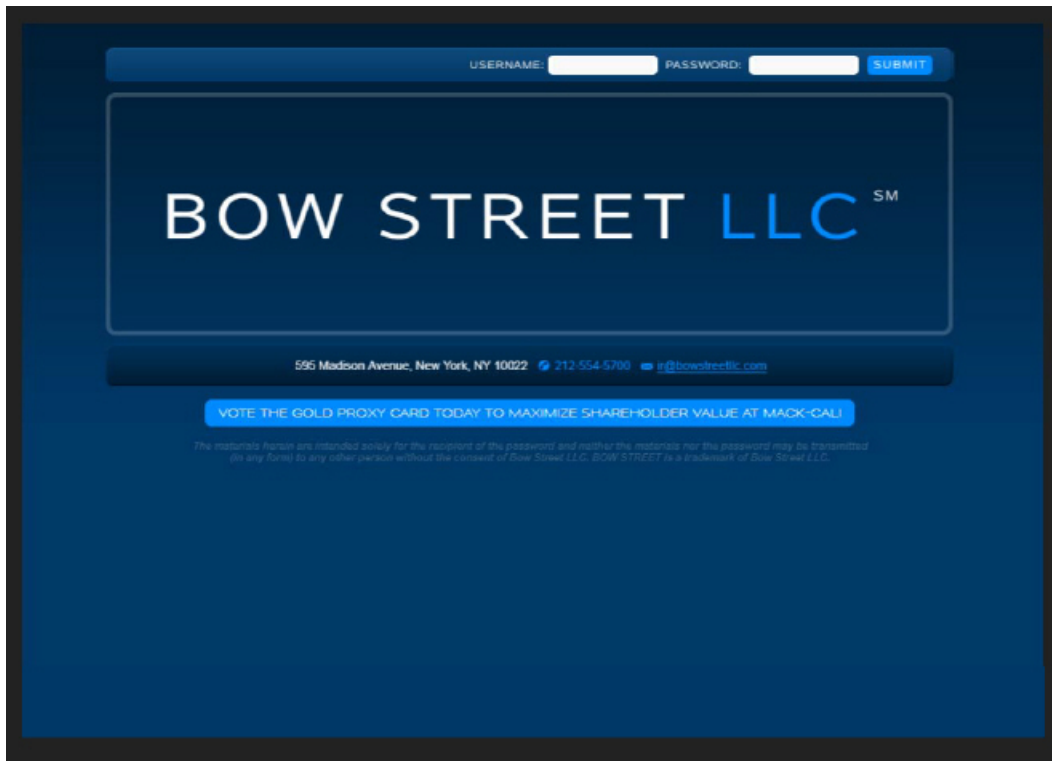 USERNAME: PASSWORD: SUBMIT
BOW STREET LLC SM
595 Madison Avenue, New York, NY 10022 212-554-5700 ir@bowstreetllc.com
VOTE THE GOLD PROXY CARD TODAY TO MAXIMIZE SHAREHOLDER VALUE AT MACK-CALI
The materials herein are intended solely for the recipient of the password and neither the materials nor the password may be transmitted
(in any form) to any other person without the consent of Bow Street LLC. BOW STREET is a trademark of Bow Street LLC.